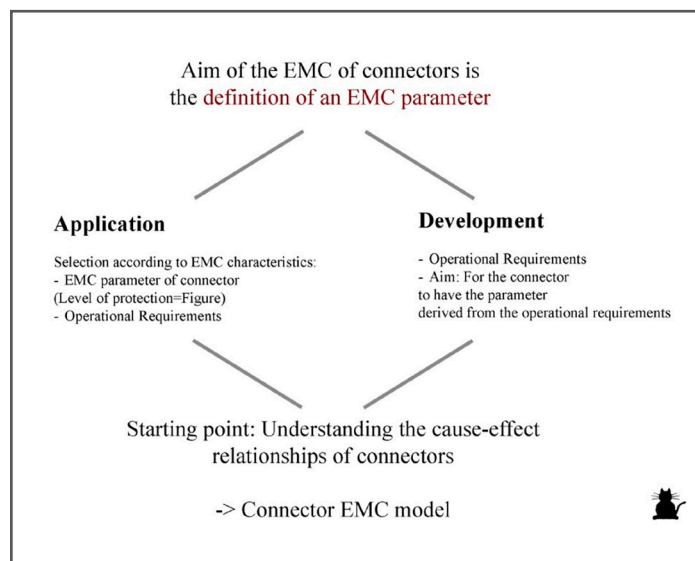 Aim of the EMC of connectors is
the definition of an EMC parameter
Application
Selection according to EMC characteristics:
- EMC parameter of connector
(Level of protection=Figure)
- Operational Requirements
Development
- Operational Requirements
- Aim: For the connector
to have the parameter
derived from the operational requirements
Starting point: Understanding the cause-effect
relationships of connectors
-> Connector EMC model